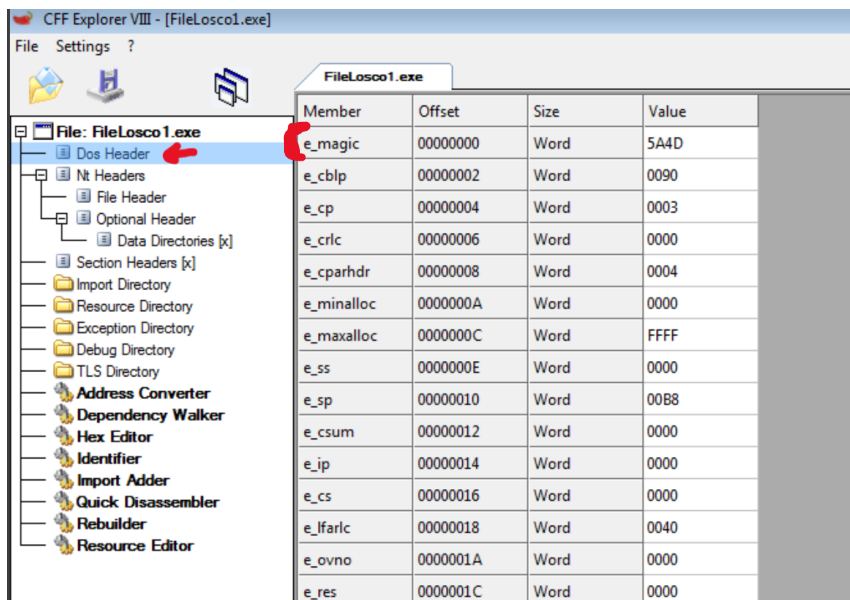 CFF Explorer VIII - [FileLosco1.exe]
File Settings ?
FileLosco1.exe
File: FileLosco1.exe
Dos Header
Nt Headers
File Header
Optional Header
Data Directories [x]
Section Headers [x]
Import Directory
Resource Directory
Exception Directory
Debug Directory
TLS Directory
Address Converter
Dependency Walker
Hex Editor
Identifier
Import Adder
Quick Disassembler
Rebuilder
Resource Editor
Member Offset Size Value
e_magic 00000000 Word 5A4D
e_cblp 00000002 Word 0090
e_cp 00000004 Word 0003
e_crlc 00000006 Word 0000
e_cparhdr 00000008 Word 0004
e_minalloc 0000000A Word 0000
e_maxalloc 0000000C Word FFFF
e_ss 0000000E Word 0000
e_sp 00000010 Word 00B8
e_csum 00000012 Word 0000
e_ip 00000014 Word 0000
e_cs 00000016 Word 0000
e_lfarlc 00000018 Word 0040
e_ovno 0000001A Word 0000
e_res 0000001C Word 0000